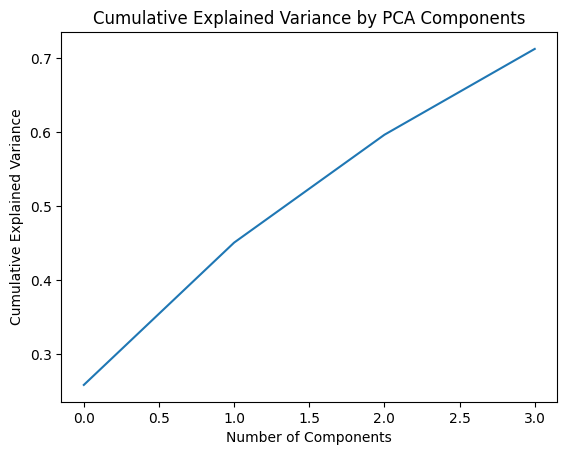 Cumulative Explained Variance by PCA Components
Cumulative Explained Variance
0.7
0.6
0.5
0.4
0.3
0.0 0.5 1.0 1.5 2.0 2.5 3.0
Number of Components